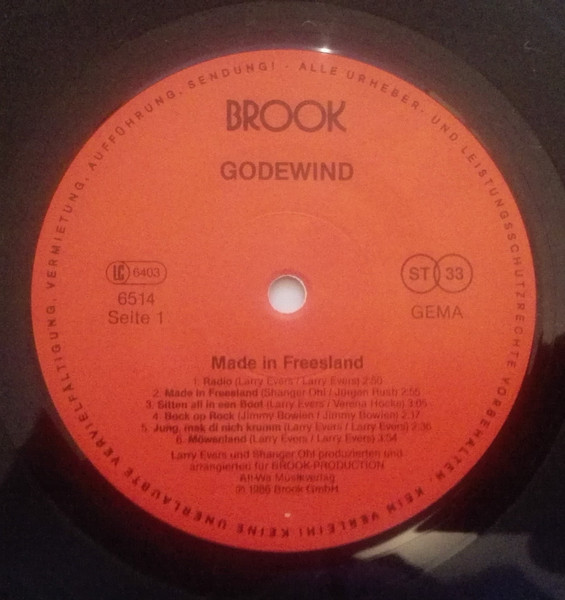 ALLE URHEBER- UND LEISTUNGSSCHUTZRECHTE VORBEHALTEN. KEIN VERLEIH! KEINE UNERLAUBTE VERVIELFÄLTIGUNG, VERMIETUNG, AUFFÜHRUNG, SENDUNG! ·
BROOK
GODEWIND
LC 6403
6514
Seite 1
ST 33
GEMA
Made in Freesland
1. Radio (Larry Evers / Larry Evers) 2:50
2. Made in Freesland (Shanger Ohl / Jürgen Rush) 2:55
3. Sitten all in een Boot (Larry Evers / Verena Hocke) 3:05
4. Bock op Rock (Jimmy Bowien / Jimmy Bowien) 2:17
5. Jung, mak di nich krumm (Larry Evers / Larry Evers) 2:36
6. Möwenland (Larry Evers / Larry Evers) 3:54
Larry Evers und Shanger Ohl produzierten und
arrangierten für BROOK-PRODUCTION
Musikverlag
℗ 1986 Brook GmbH